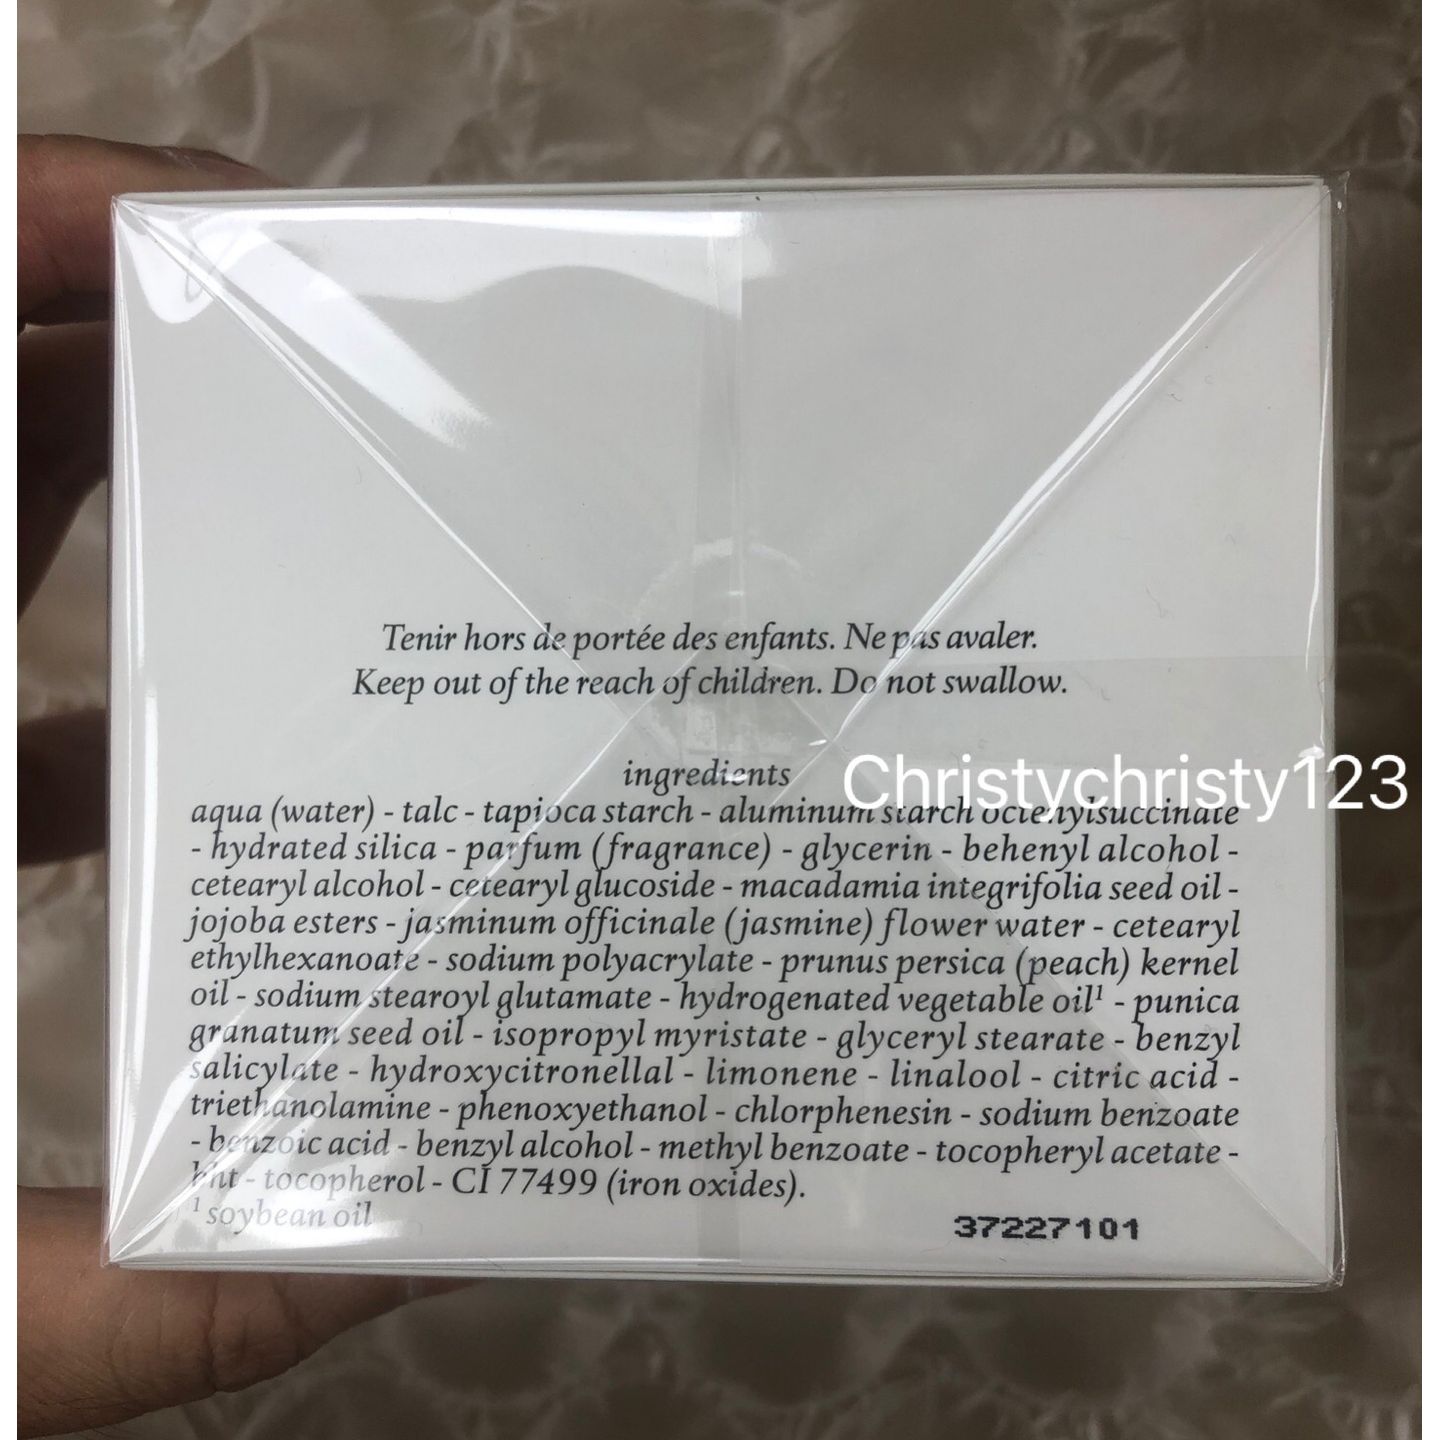 Tenir hors de portée des enfants. Ne pas avaler.
Keep out of the reach of children. Do not swallow.
ingredients
Christychristy123
aqua (water) - talc - tapioca starch - aluminum starch octenylsuccinate
- hydrated silica - parfum (fragrance) - glycerin - behenyl alcohol -
cetearyl alcohol - cetearyl glucoside - macadamia integrifolia seed oil -
jojoba esters - jasminum officinale (jasmine) flower water - cetearyl
ethylhexanoate - sodium polyacrylate - prunus persica (peach) kernel
oil - sodium stearoyl glutamate - hydrogenated vegetable oil¹ - punica
granatum seed oil - isopropyl myristate - glyceryl stearate - benzyl
salicylate - hydroxycitronellal - limonene - linalool - citric acid -
triethanolamine - phenoxyethanol - chlorphenesin - sodium benzoate
- benzoic acid - benzyl alcohol - methyl benzoate - tocopheryl acetate -
bht - tocopherol - CI 77499 (iron oxides).
¹ soybean oil
37227101